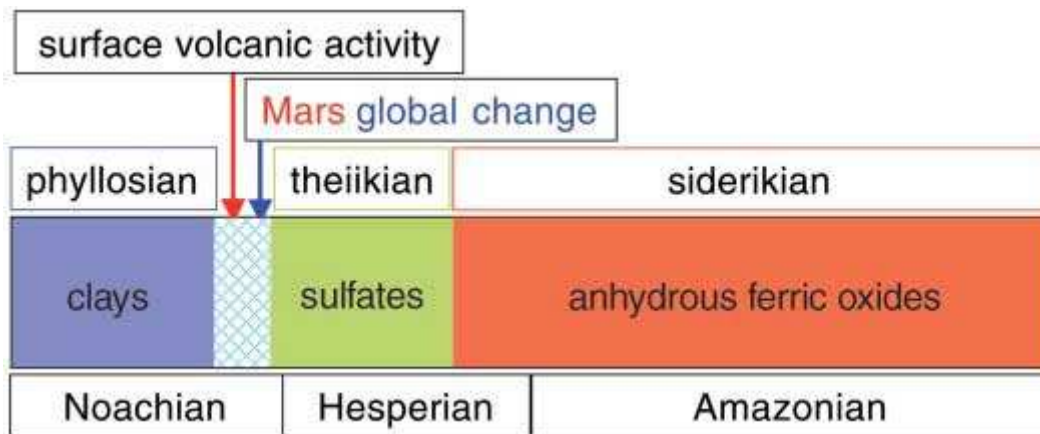 surface volcanic activity
Mars global change
phyllosian theiikian siderikian
clays sulfates anhydrous ferric oxides
Noachian Hesperian Amazonian